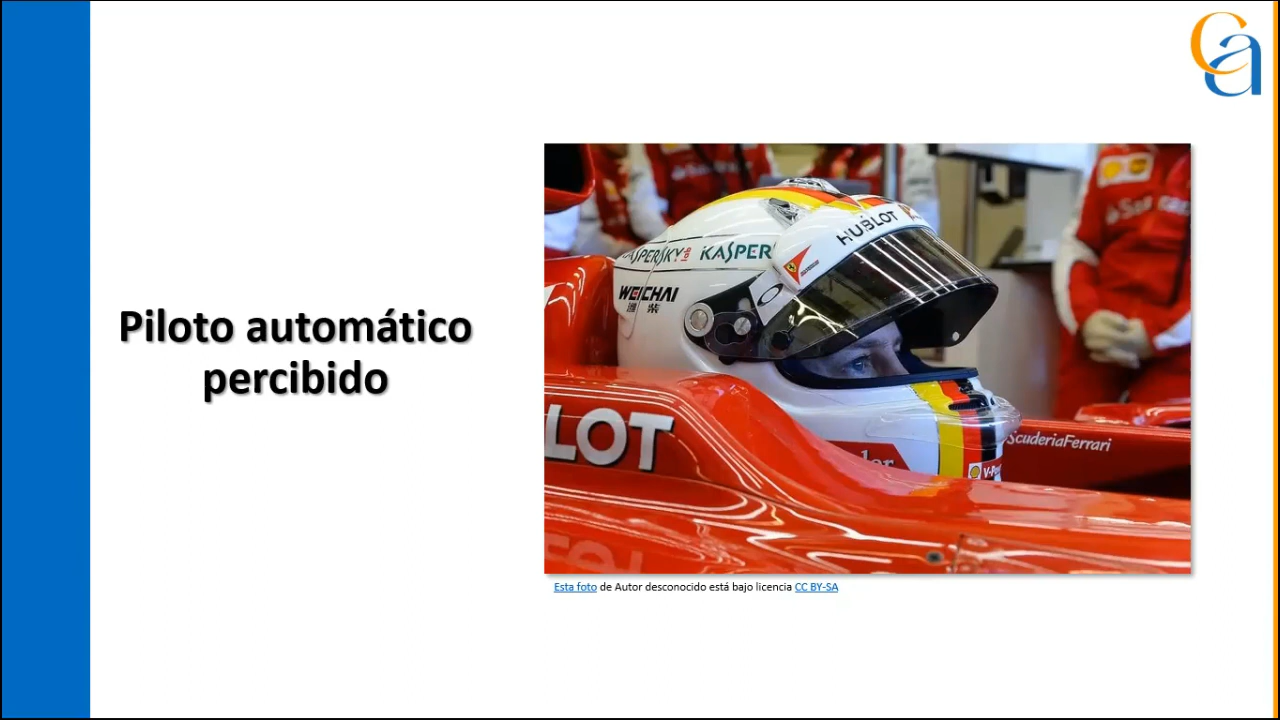 Ca
Piloto automático
percibido
HUBLOT
KASPERSKY
KASPER
WEICHAI
LOT
ScuderiaFerrari
Esta foto de Autor desconocido está bajo licencia CC BY-SA